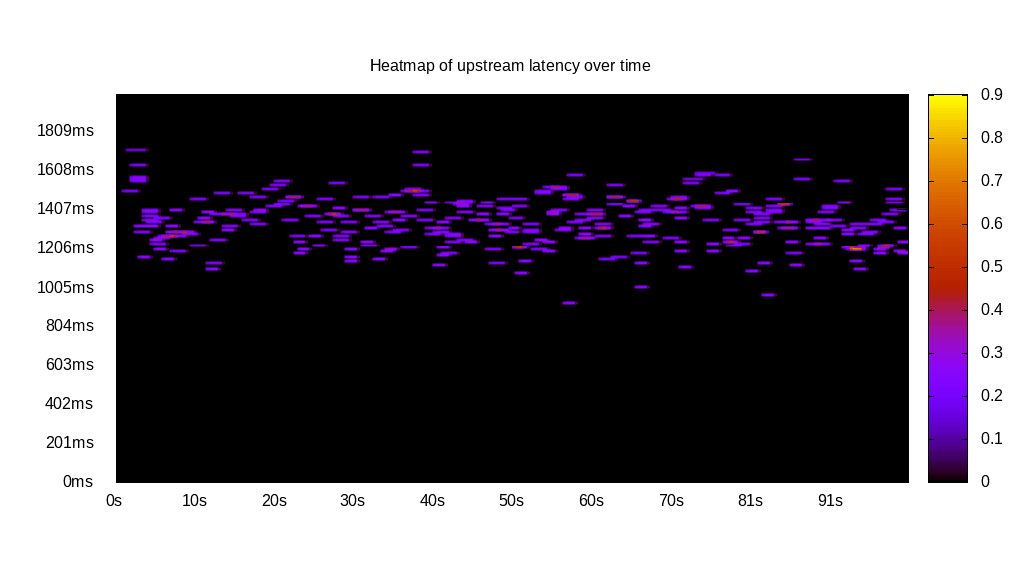 Heatmap of upstream latency over time
1809ms
1608ms
1407ms
1206ms
1005ms
804ms
603ms
402ms
201ms
0ms
0s 10s 20s 30s 40s 50s 60s 70s 81s 91s
0.9
0.8
0.7
0.6
0.5
0.4
0.3
0.2
0.1
0